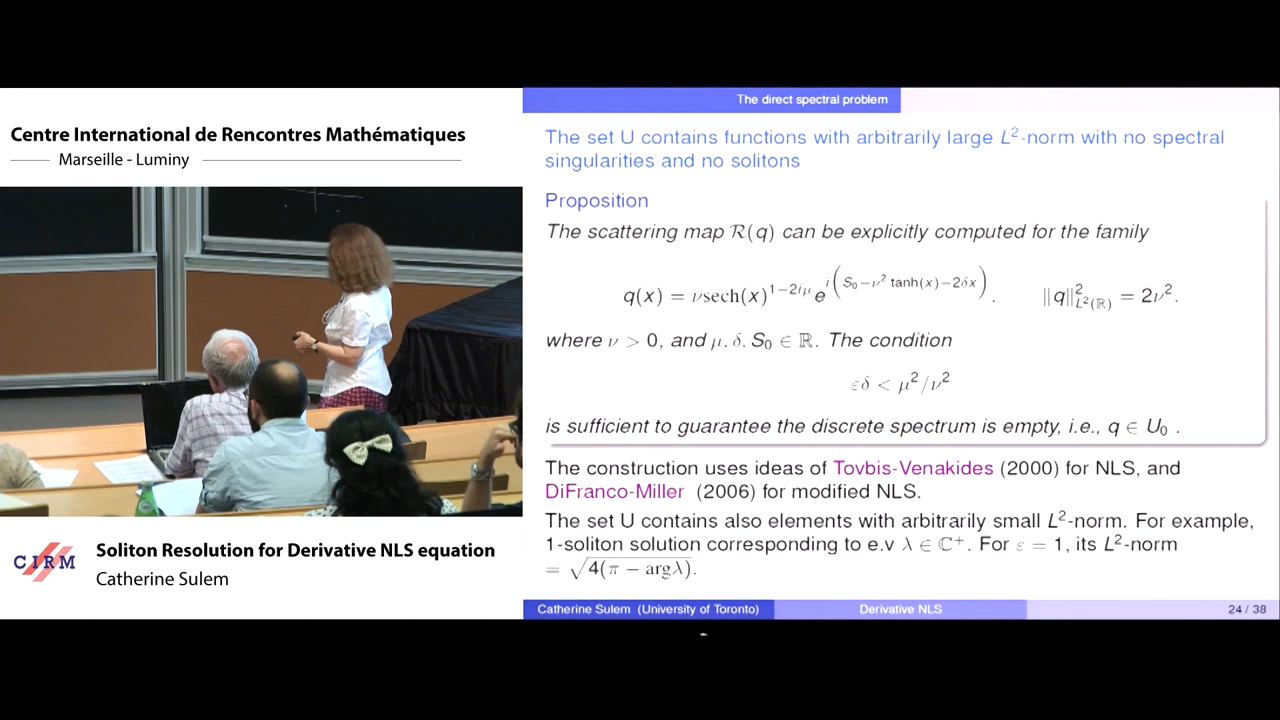 Centre International de Rencontres Mathématiques
Marseille - Luminy
CIRM
Soliton Resolution for Derivative NLS equation
Catherine Sulem
The direct spectral problem
The set U contains functions with arbitrarily large L²-norm with no spectral
singularities and no solitons
Proposition
The scattering map R(q) can be explicitly computed for the family
q(x) = νsech(x)^{1−2iμ} e^{i(S₀−ν² tanh(x)−2δx)}. ‖q‖²_{L²(ℝ)} = 2ν².
where ν > 0, and μ, δ, S₀ ∈ ℝ. The condition
εδ < μ²/ν²
is sufficient to guarantee the discrete spectrum is empty, i.e., q ∈ U₀ .
The construction uses ideas of Tovbis-Venakides (2000) for NLS, and
DiFranco-Miller (2006) for modified NLS.
The set U contains also elements with arbitrarily small L²-norm. For example,
1-soliton solution corresponding to e.v λ ∈ ℂ⁺. For ε = 1, its L²-norm
= √4(π − argλ).
Catherine Sulem (University of Toronto)
Derivative NLS
24 / 38